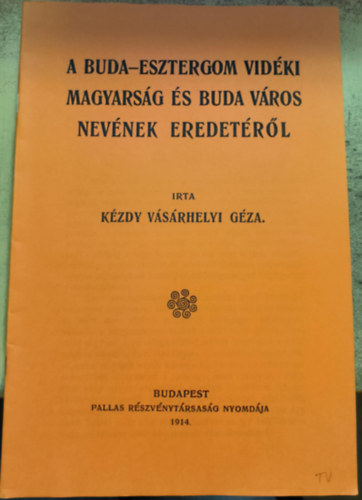 A BUDA–ESZTERGOM VIDÉKI
MAGYARSÁG ÉS BUDA VÁROS
NEVÉNEK EREDETÉRŐL
IRTA
KÉZDY VÁSÁRHELYI GÉZA.
BUDAPEST
PALLAS RÉSZVÉNYTÁRSASÁG NYOMDÁJA
1914.
TV